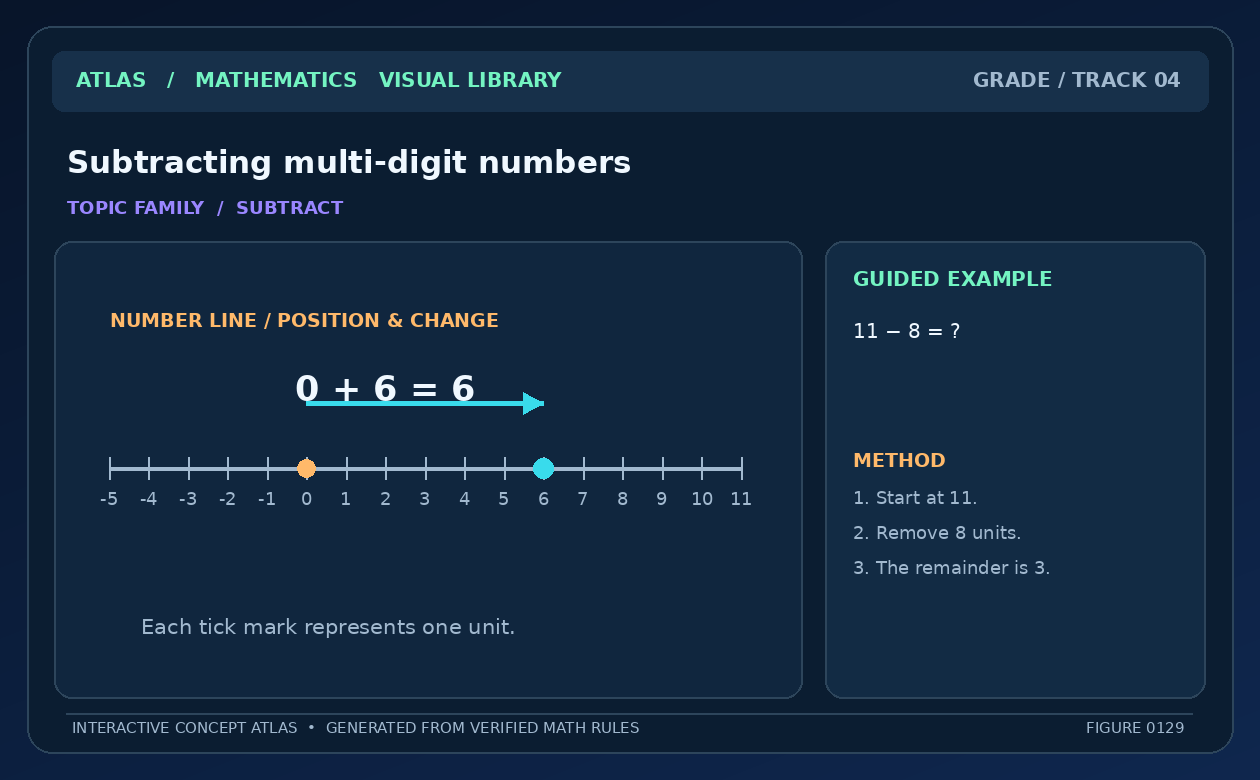 ATLAS / MATHEMATICS VISUAL LIBRARY
GRADE / TRACK 04
Subtracting multi-digit numbers
TOPIC FAMILY / SUBTRACT
NUMBER LINE / POSITION & CHANGE
0 + 6 = 6
-5 -4 -3 -2 -1 0 1 2 3 4 5 6 7 8 9 10 11
Each tick mark represents one unit.
GUIDED EXAMPLE
11 − 8 = ?
METHOD
1. Start at 11.
2. Remove 8 units.
3. The remainder is 3.
INTERACTIVE CONCEPT ATLAS • GENERATED FROM VERIFIED MATH RULES
FIGURE 0129